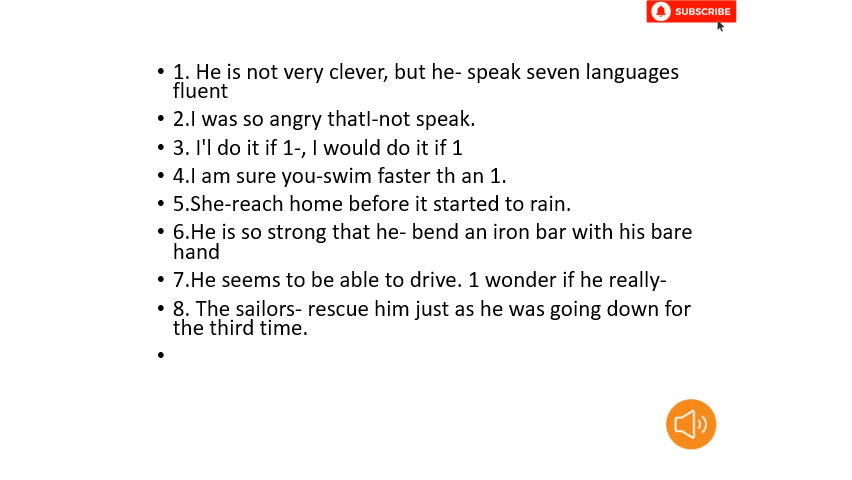 SUBSCRIBE
• 1. He is not very clever, but he- speak seven languages
fluent
• 2.I was so angry thatI-not speak.
• 3. I'l do it if 1-, I would do it if 1
• 4.I am sure you-swim faster th an 1.
• 5.She-reach home before it started to rain.
• 6.He is so strong that he- bend an iron bar with his bare
hand
• 7.He seems to be able to drive. 1 wonder if he really-
• 8. The sailors- rescue him just as he was going down for
the third time.
•